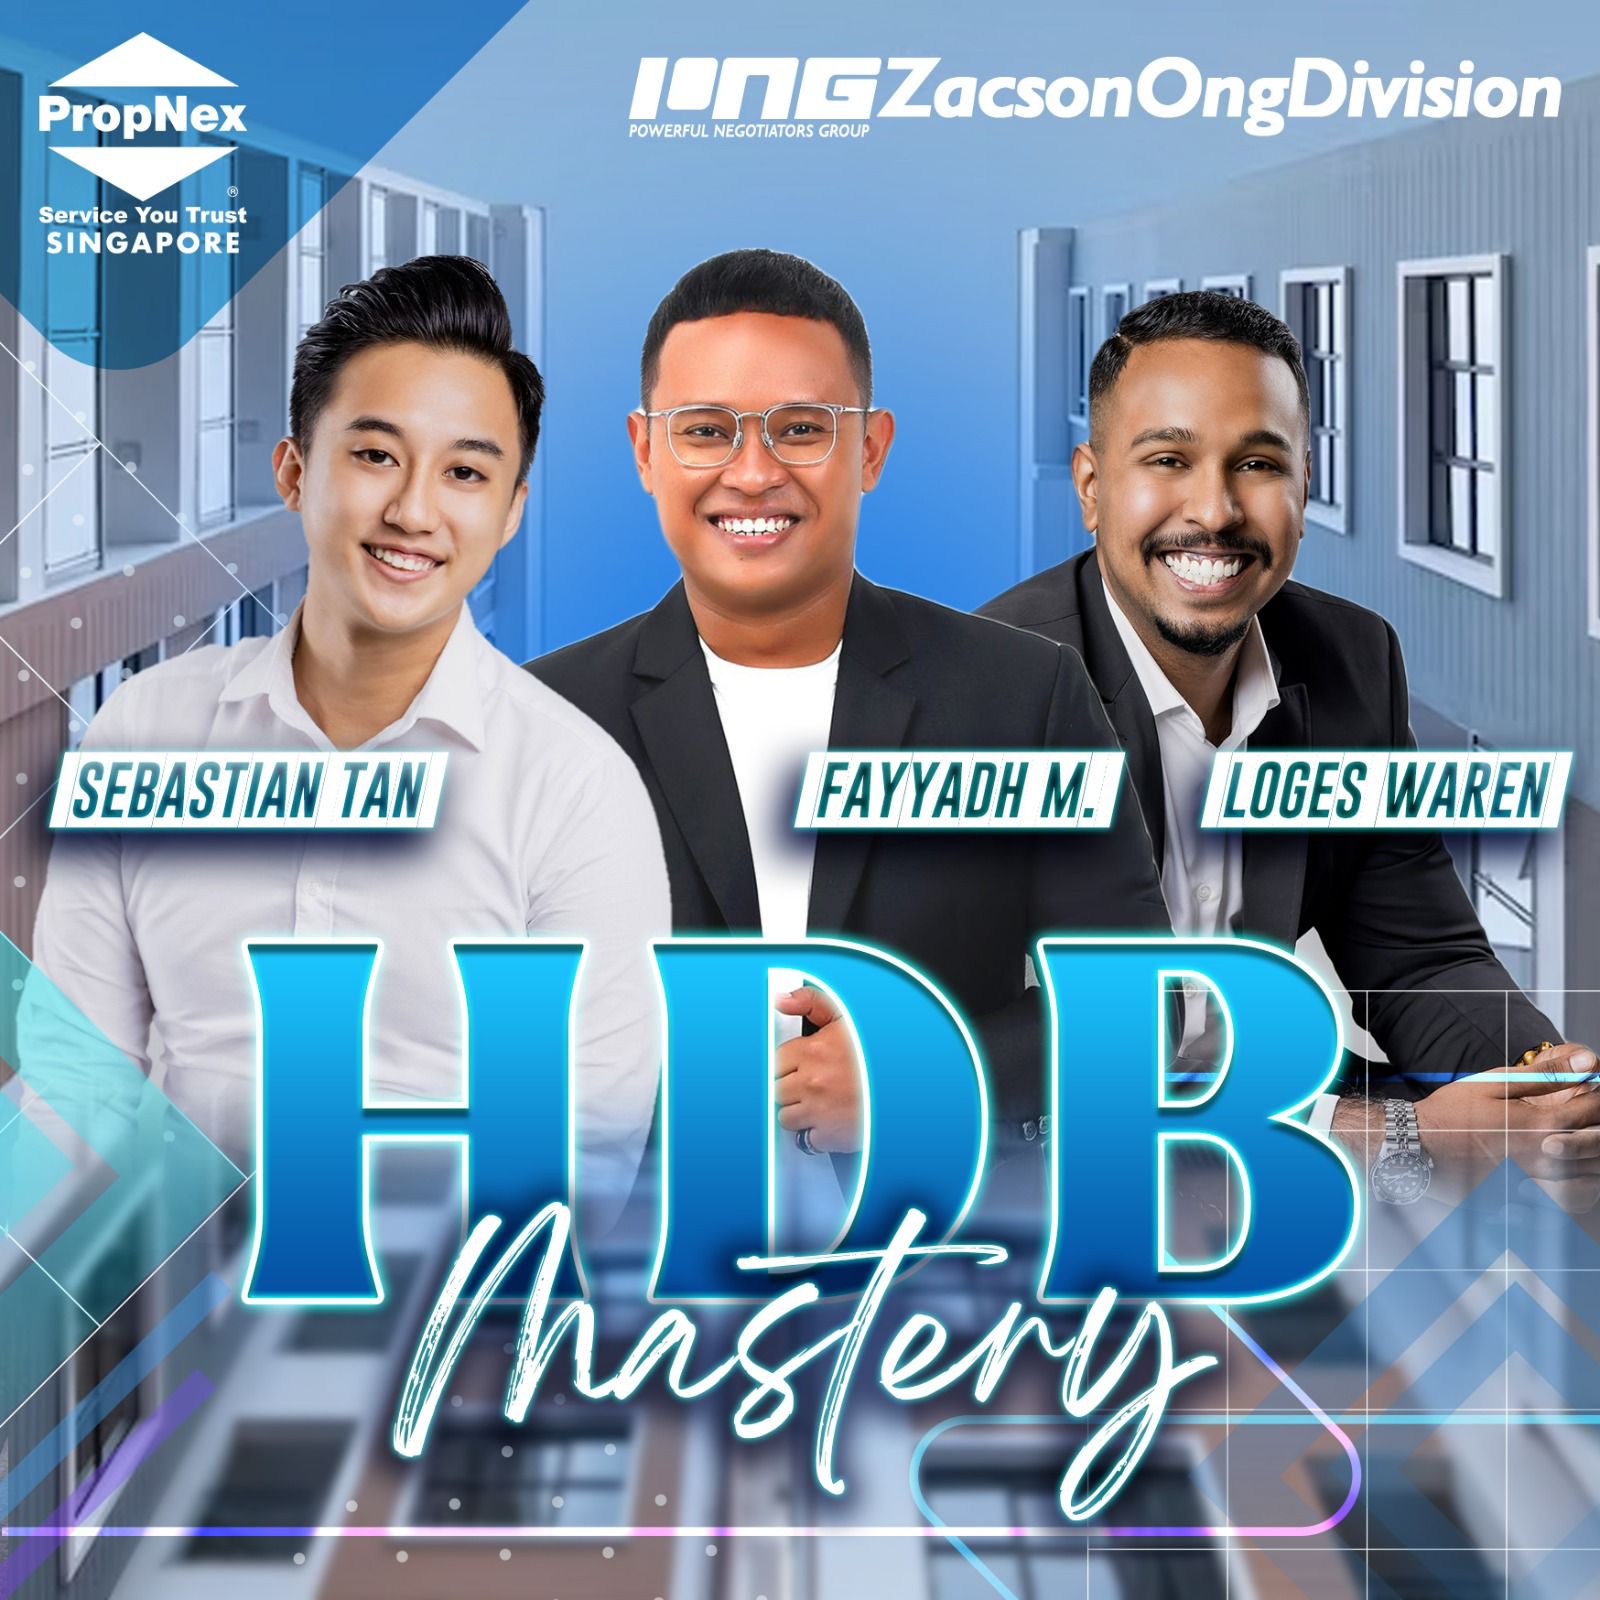 PropNex
®
Service You Trust
SINGAPORE
PNG ZacsonOngDivision
POWERFUL NEGOTIATORS GROUP
SEBASTIAN TAN
FAYYADH M.
LOGES WAREN
HDB
Mastery